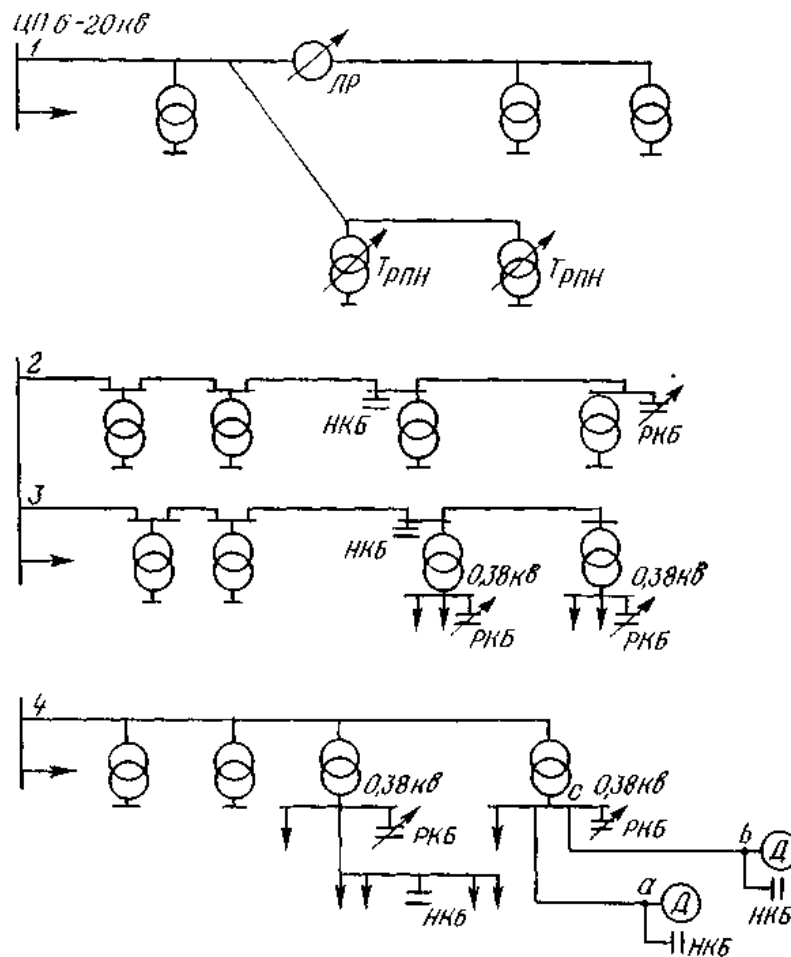 ЦП 6-20кв
1
ЛР
ТРПН
ТРПН
2
НКБ
РКБ
3
НКБ
0,38кв
0,38кв
РКБ
РКБ
4
0,38кв
c
0,38кв
РКБ
РКБ
b
Д
НКБ
a
Д
НКБ
НКБ